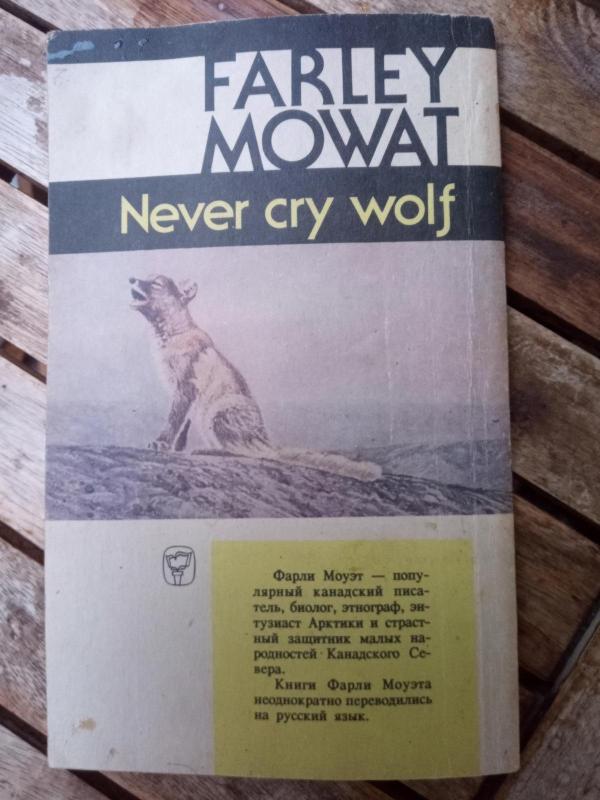 FARLEY
MOWAT
Never cry wolf
Фарли Моуэт — попу-
лярный канадский писа-
тель, биолог, этнограф, эн-
тузиаст Арктики и страст-
ный защитник малых на-
родностей Канадского Се-
вера.
Книги Фарли Моуэта
неоднократно переводились
на русский язык.